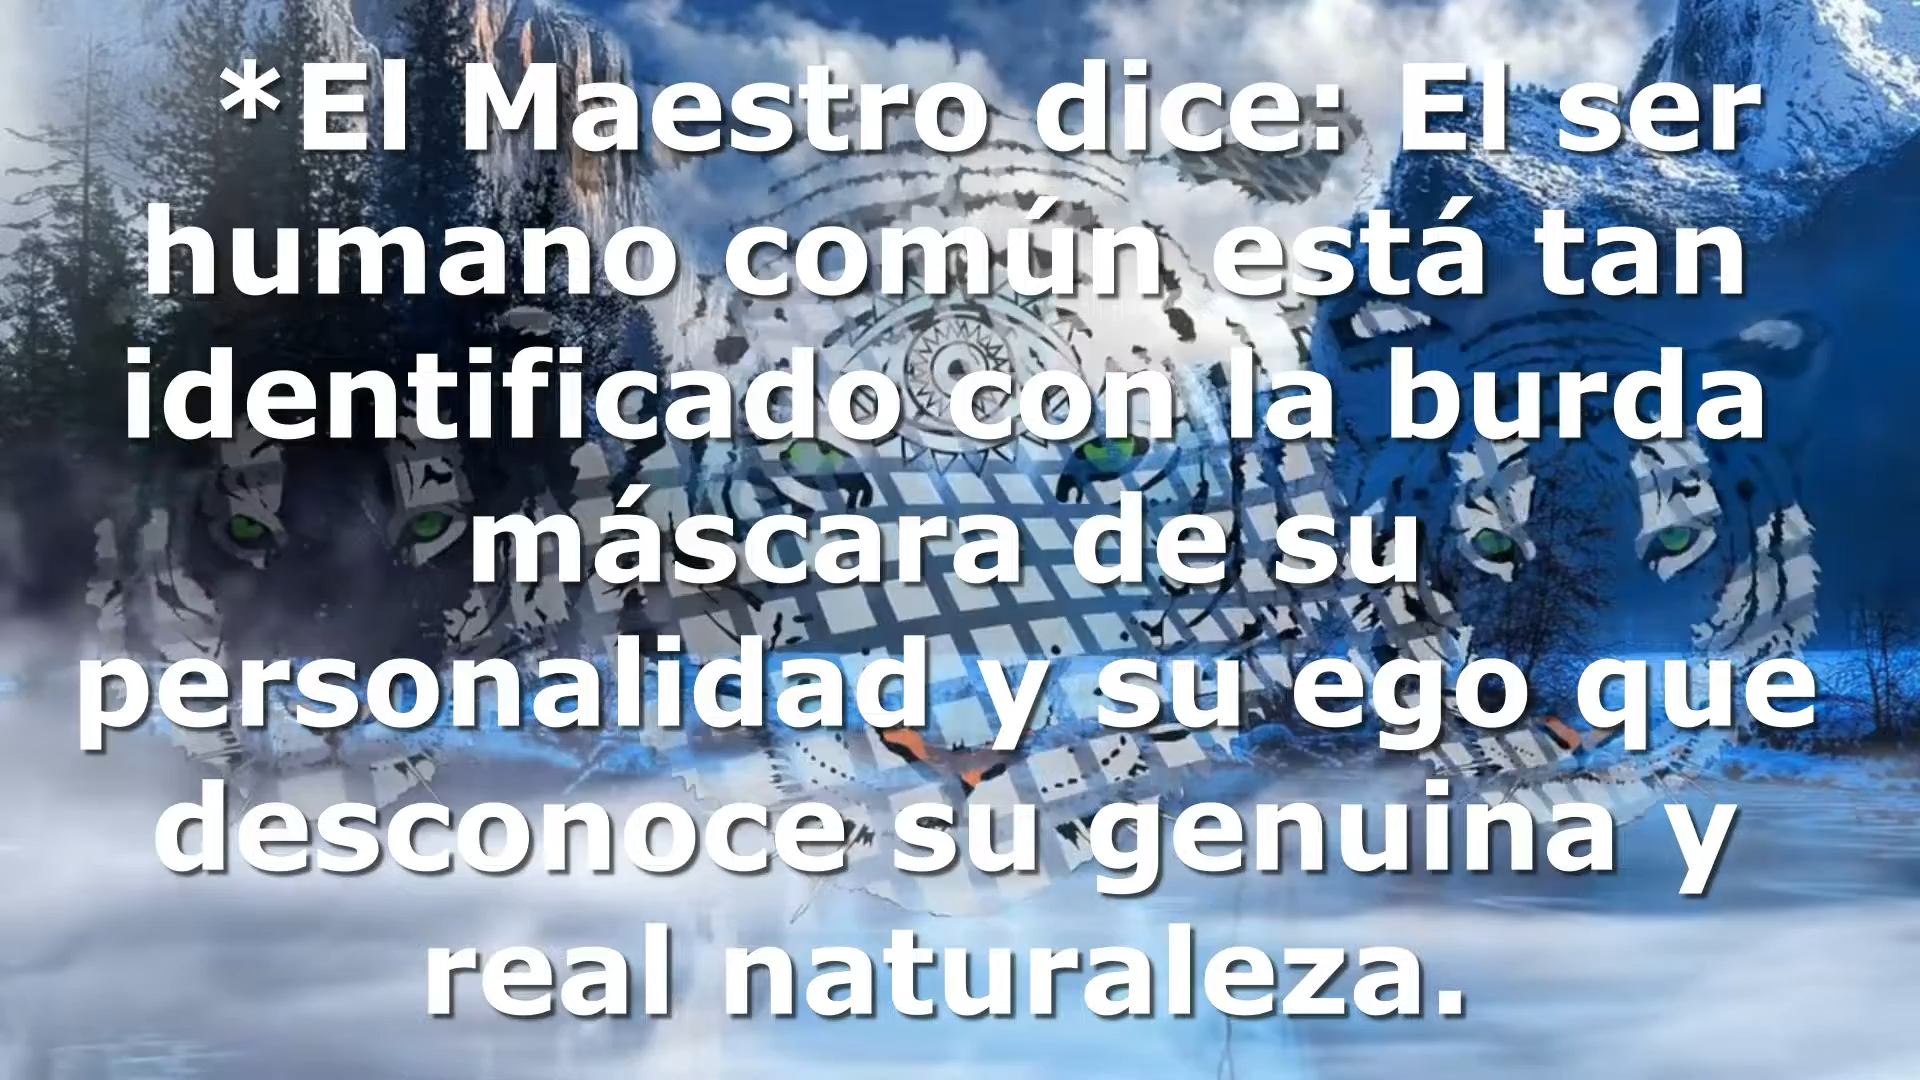 *El Maestro dice: El ser
humano común está tan
identificado con la burda
máscara de su
personalidad y su ego que
desconoce su genuina y
real naturaleza.